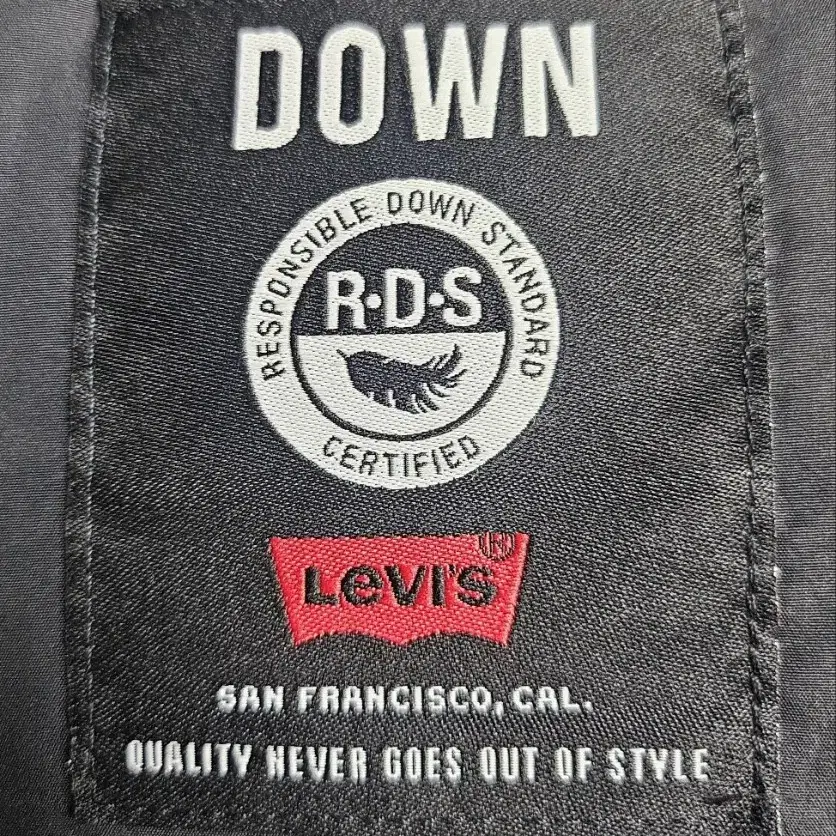 DOWN
RESPONSIBLE DOWN STANDARD
R·D·S
CERTIFIED
LEVI'S®
SAN FRANCISCO, CAL.
QUALITY NEVER GOES OUT OF STYLE